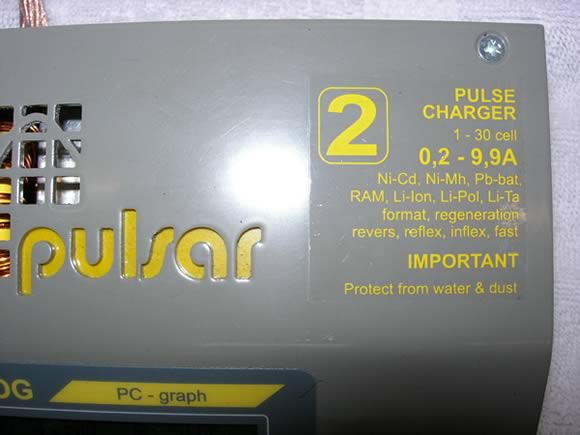 2
PULSE
CHARGER
1 - 30 cell
0,2 - 9,9A
Ni-Cd, Ni-Mh, Pb-bat,
RAM, Li-Ion, Li-Pol, Li-Ta
format, regeneration
revers, reflex, inflex, fast
IMPORTANT
Protect from water & dust
pulsar
PC - graph